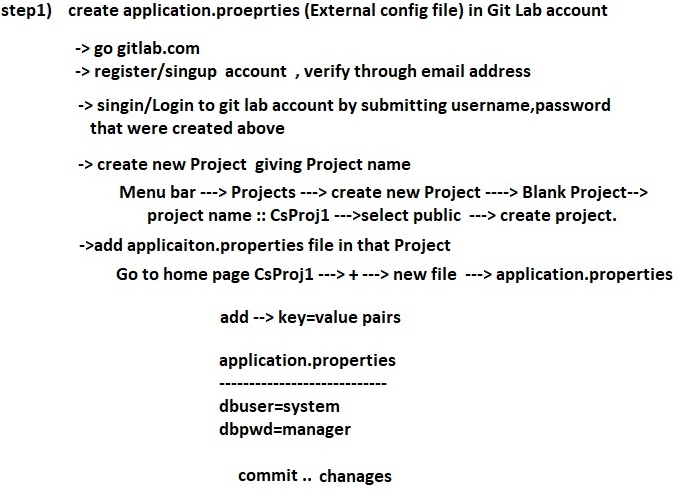 step1) create application.proeprties (External config file) in Git Lab account
-> go gitlab.com
-> register/singup account , verify through email address
-> singin/Login to git lab account by submitting username,password
that were created above
-> create new Project giving Project name
Menu bar ---> Projects ---> create new Project ----> Blank Project-->
project name :: CsProj1 --->select public ---> create project.
->add applicaiton.properties file in that Project
Go to home page CsProj1 ---> + ---> new file ---> application.properties
add --> key=value pairs
application.properties
----------------------------
dbuser=system
dbpwd=manager
commit .. chanages